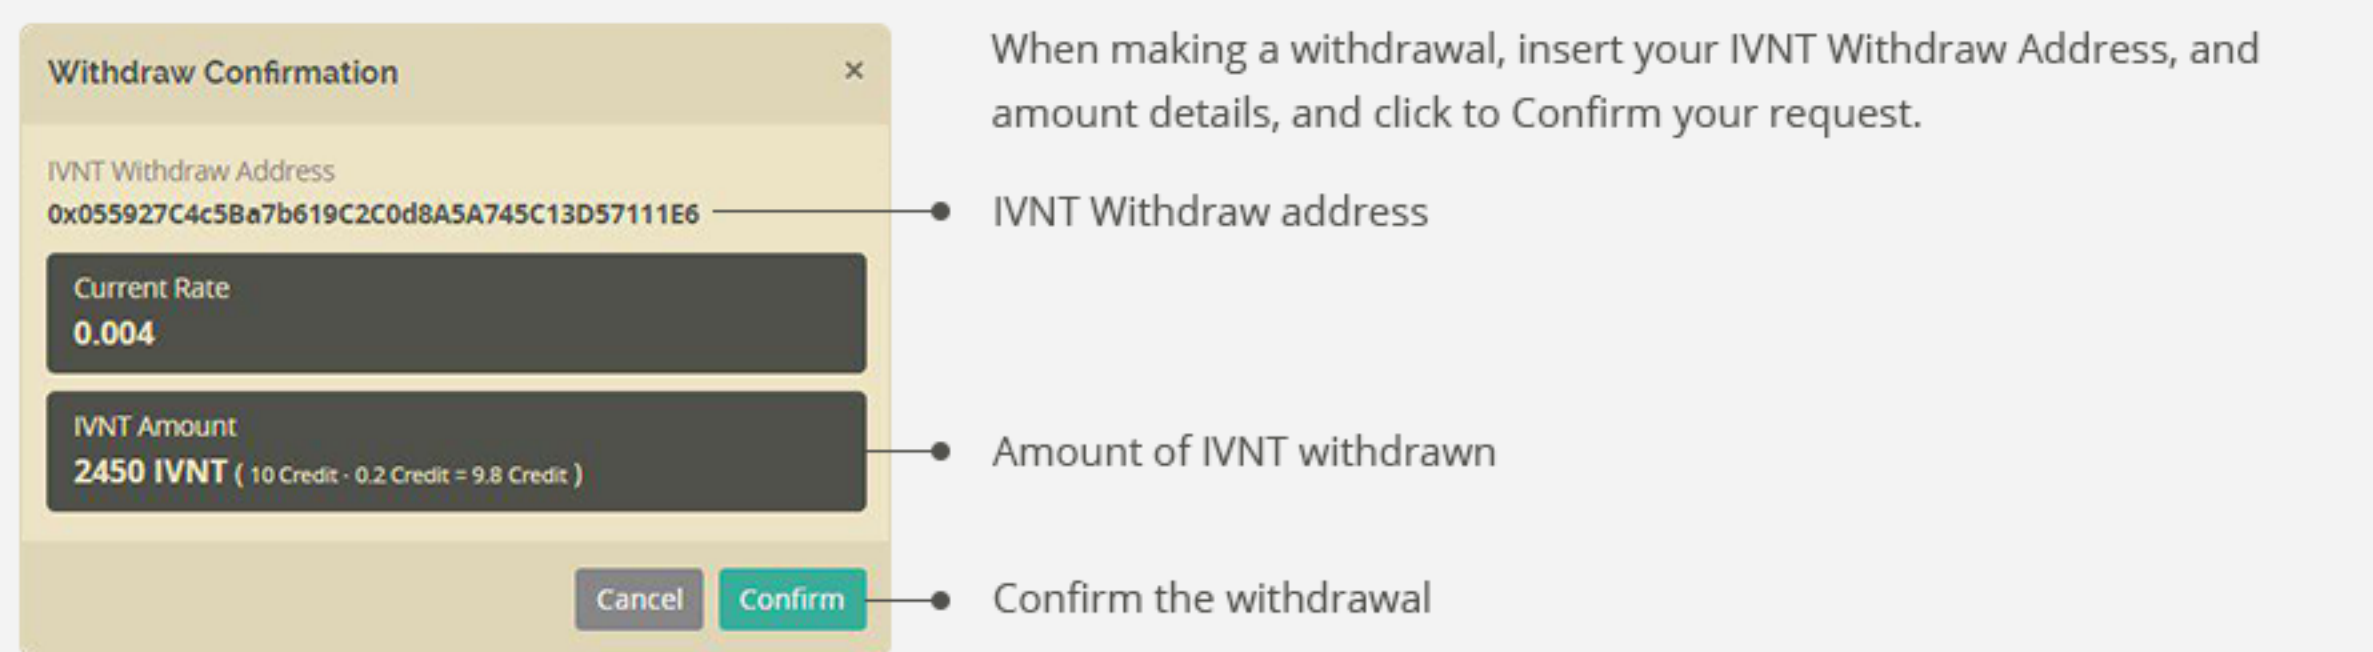 Withdraw Confirmation ×
IVNT Withdraw Address
0x055927C4c5Ba7b619C2C0d8A5A745C13D57111E6
Current Rate
0.004
IVNT Amount
2450 IVNT ( 10 Credit - 0.2 Credit = 9.8 Credit )
Cancel
Confirm
When making a withdrawal, insert your IVNT Withdraw Address, and
amount details, and click to Confirm your request.
IVNT Withdraw address
Amount of IVNT withdrawn
Confirm the withdrawal